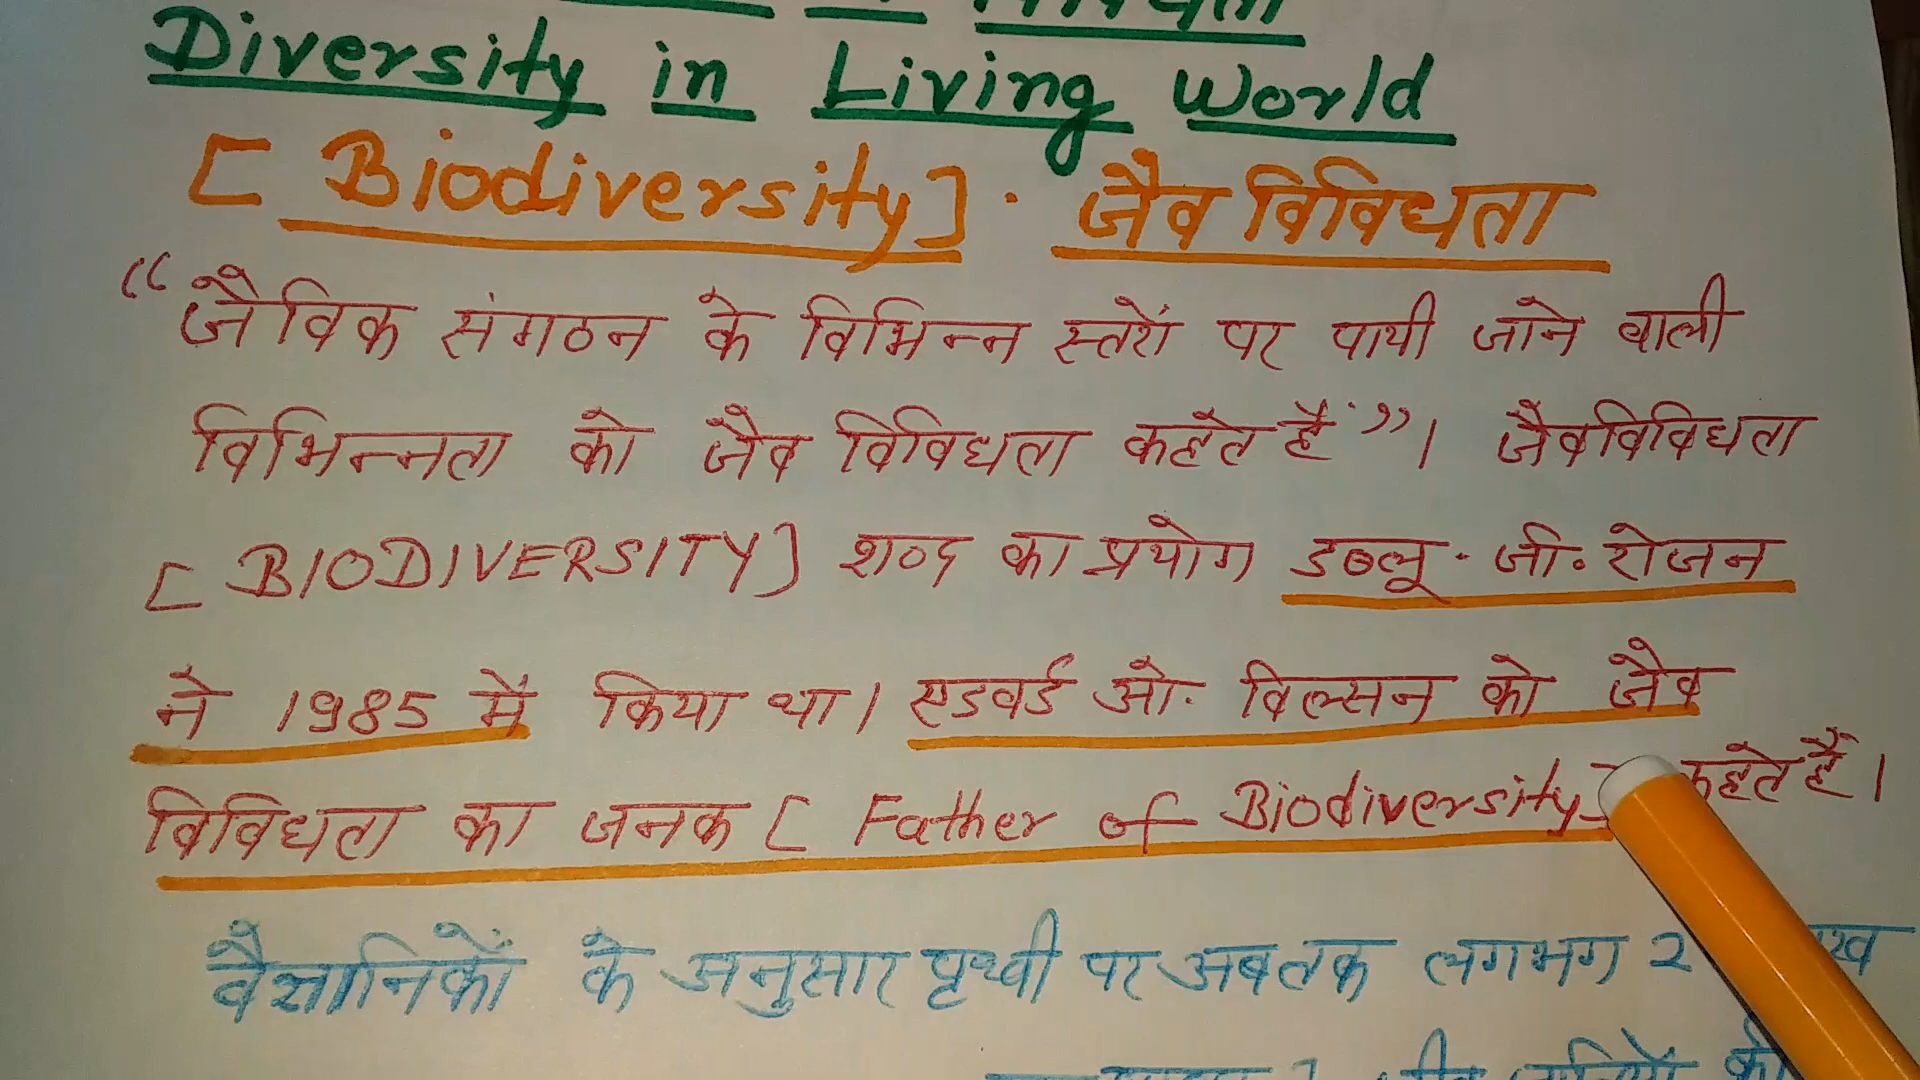 विविधता
Diversity in Living World
[ Biodiversity ] · जैव विविधता
“ जैविक संगठन के विभिन्न स्तरों पर पायी जाने वाली
विभिन्नता को जैव विविधता कहते हैं ”। जैवविविधता
[ BIODIVERSITY ] शब्द का प्रयोग डब्लू · जी. रोजन
ने 1985 में किया था। एडवर्ड ओ. विल्सन को जैव
विविधता का जनक [ Father of Biodiversity ] कहते हैं।
वैज्ञानिकों के अनुसार पृथ्वी पर अबतक लगभग 2
को